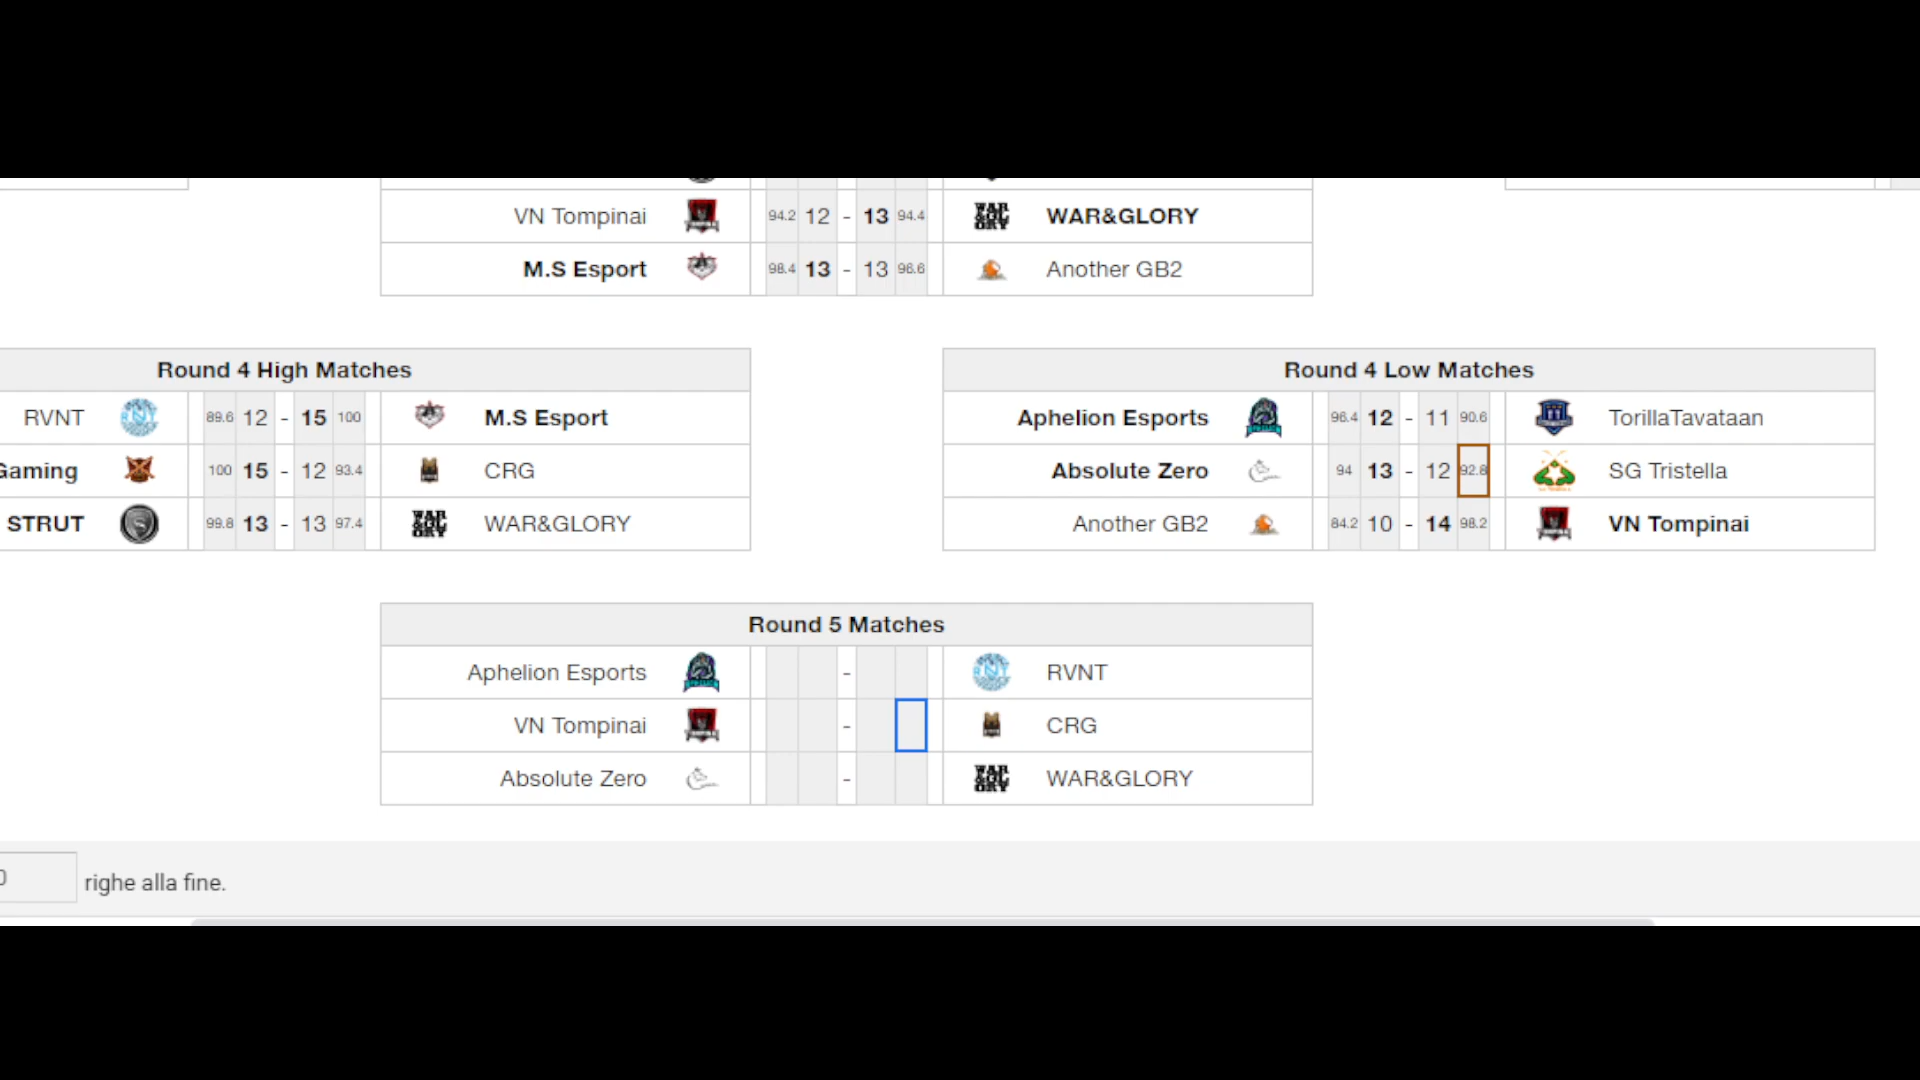 VN Tompinai 94.2 12 - 13 94.4 WAR&GLORY
M.S Esport 98.4 13 - 13 96.6 Another GB2
Round 4 High Matches
RVNT 89.6 12 - 15 100 M.S Esport
Gaming 100 15 - 12 93.4 CRG
STRUT 99.8 13 - 13 97.4 WAR&GLORY
Round 4 Low Matches
Aphelion Esports 96.4 12 - 11 90.6 TorillaTavataan
Absolute Zero 94 13 - 12 92.8 SG Tristella
Another GB2 84.2 10 - 14 98.2 VN Tompinai
Round 5 Matches
Aphelion Esports - RVNT
VN Tompinai - CRG
Absolute Zero - WAR&GLORY
righe alla fine.